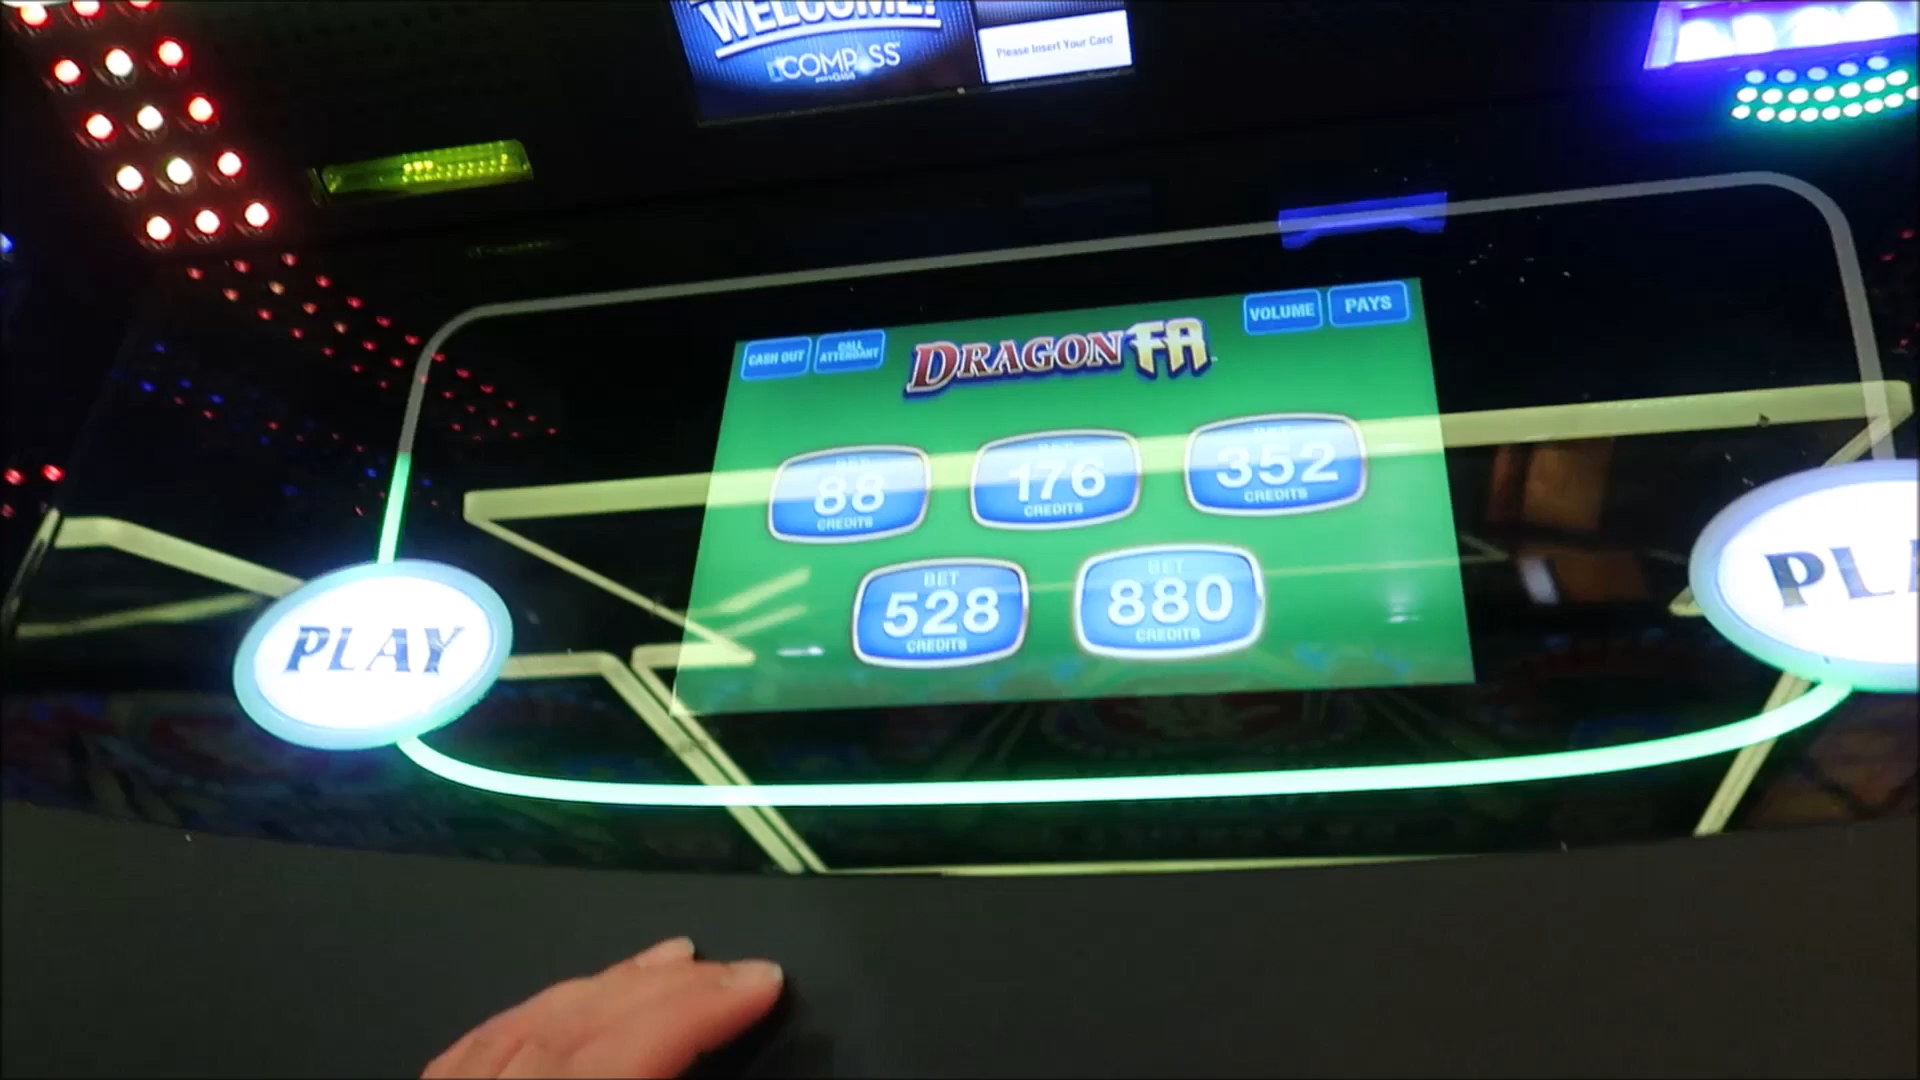 WELCOME!
COMPASS
Please Insert Your Card
CASH OUT
CALL
ATTENDANT
DRAGON FA
VOLUME
PAYS
BET
88
CREDITS
BET
176
CREDITS
BET
352
CREDITS
BET
528
CREDITS
BET
880
CREDITS
PLAY
PLA